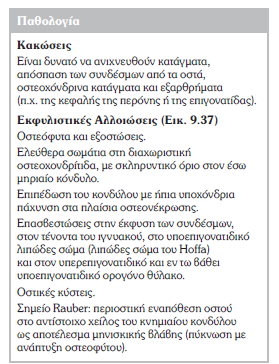 Παθολογία
Κακώσεις
Είναι δυνατό να ανιχνευθούν κατάγματα,
απόσπαση των συνδέσμων από τα οστά,
οστεοχόνδρινα κατάγματα και εξαρθρήματα
(π.χ. της κεφαλής της περόνης ή της επιγονατίδας).
Εκφυλιστικές Αλλοιώσεις (Εικ. 9.37)
Οστεόφυτα και εξοστώσεις.
Ελεύθερα σωμάτια στη διαχωριστική
οστεοχονδρίτιδα, με σκληρυντικό όριο στον έσω
μηριαίο κόνδυλο.
Επιπέδωση του κονδύλου με ήπια υποχόνδρια
πάχυνση στα πλαίσια οστεονέκρωσης.
Επασβεστώσεις στην έκφυση των συνδέσμων,
στον τένοντα του ιγνυακού, στο υποεπιγονατιδικό
λιπώδες σώμα (λιπώδες σώμα του Hoffa)
και στον υπερεπιγονατιδικό και εν τω βάθει
υποεπιγονατιδικό ορογόνο θύλακο.
Οστικές κύστεις.
Σημείο Rauber: περιοστική εναπόθεση οστού
στο αντίστοιχο χείλος του κνημιαίου κονδύλου
ως αποτέλεσμα μηνισκικής βλάβης (πύκνωση με
ανάπτυξη οστεοφύτου).